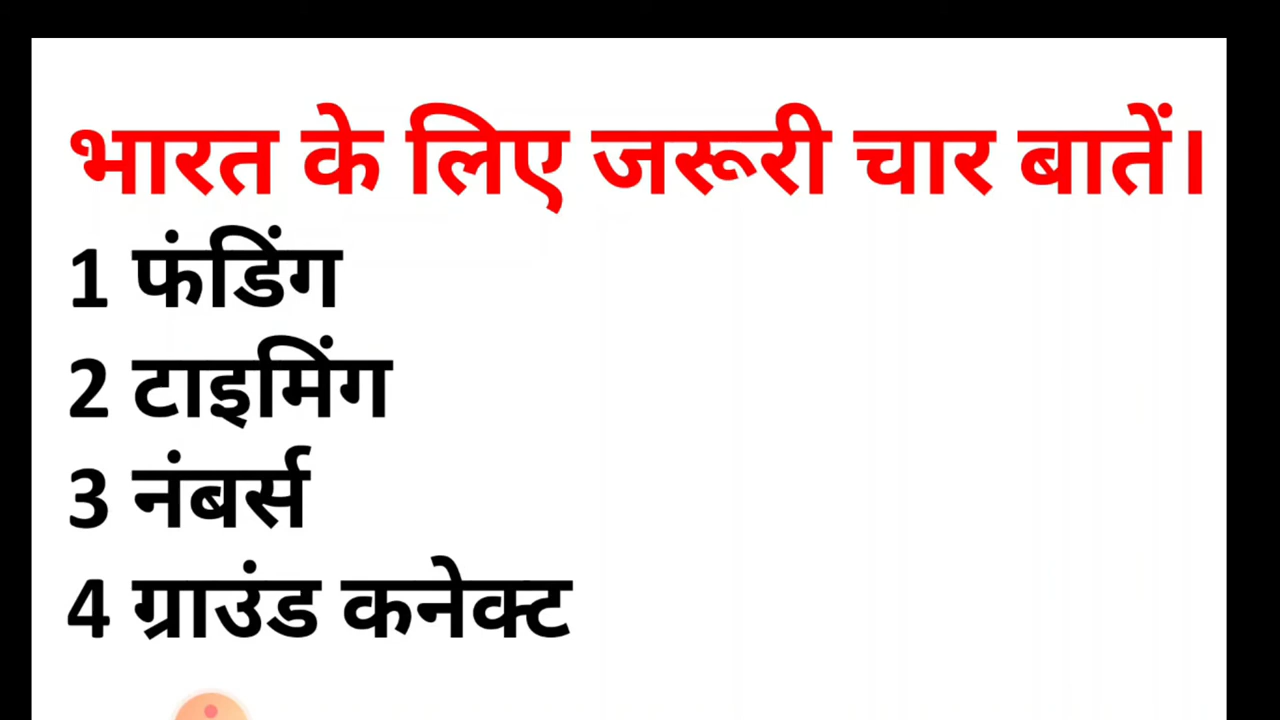 भारत के लिए जरूरी चार बातें।
1 फंडिंग
2 टाइमिंग
3 नंबर्स
4 ग्राउंड कनेक्ट